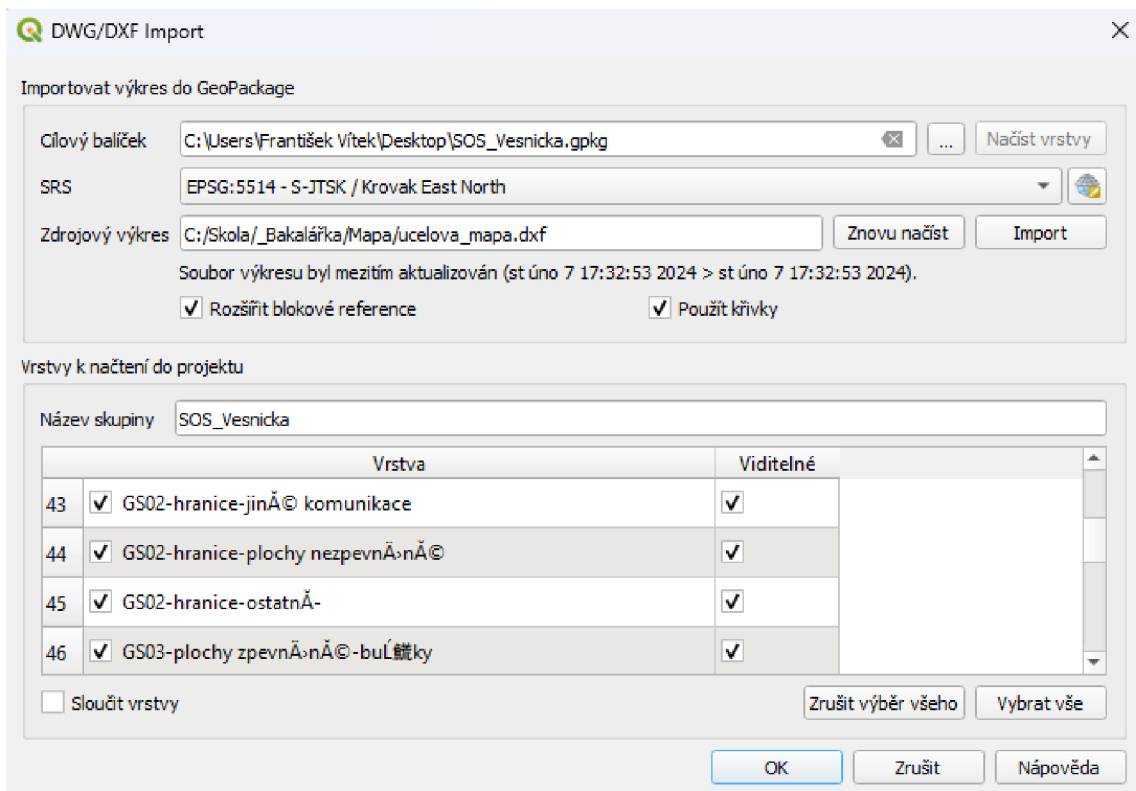 DWG/DXF Import
Importovat výkres do GeoPackage
Cílový balíček C:\Users\František Vítek\Desktop\SOS_Vesnicka.gpkg ... Načíst vrstvy
SRS EPSG:5514 - S-JTSK / Krovak East North
Zdrojový výkres C:/Skola/_Bakalářka/Mapa/ucelova_mapa.dxf Znovu načíst Import
Soubor výkresu byl mezitím aktualizován (st úno 7 17:32:53 2024 > st úno 7 17:32:53 2024).
Rozšířit blokové reference Použít křivky
Vrstvy k načtení do projektu
Název skupiny SOS_Vesnicka
Vrstva Viditelné
43 GS02-hranice-jinĂ© komunikace
44 GS02-hranice-plochy nezpevnÄ›nĂ©
45 GS02-hranice-ostatnĂ-
46 GS03-plochy zpevnÄ›nĂ©
Sloučit vrstvy Zrušit výběr všeho Vybrat vše
OK Zrušit Nápověda